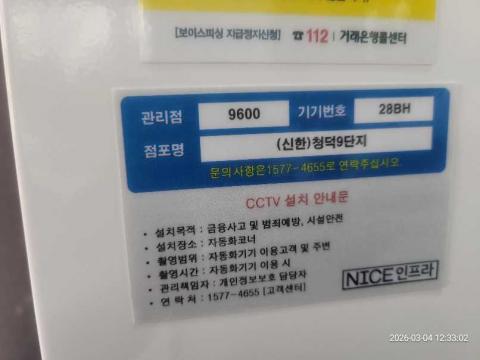 [보이스피싱 지급정지신청] ☎112 | 거래은행콜센터
관리점 9600 기기번호 28BH
점포명 (신한)청덕9단지
문의사항은1577-4655로 연락주십시오.
CCTV 설치 안내문
• 설치목적 : 금융사고 및 범죄예방, 시설안전
• 설치장소 : 자동화코너
• 촬영범위 : 자동화기기 이용고객 및 주변
• 촬영시간 : 자동화기기 이용 시
• 관리책임자 : 개인정보보호 담당자
• 연 락 처 : 1577-4655 [고객센터]
NICE인프라
2026-03-04 12:33:02